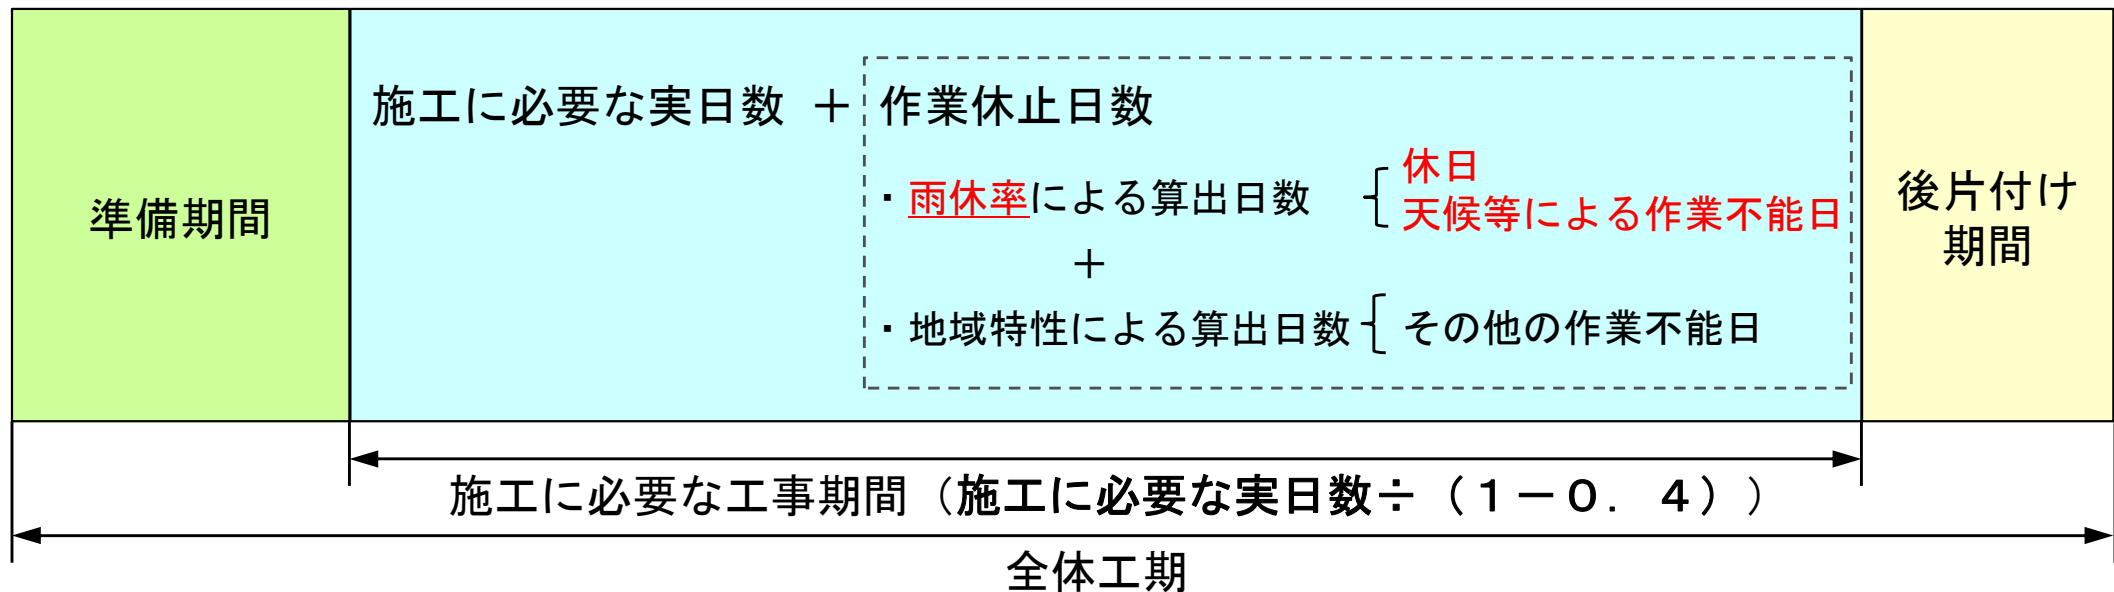 準備期間
施工に必要な実日数 ＋ 作業休止日数
・雨休率による算出日数
休日
天候等による作業不能日
＋
・地域特性による算出日数
その他の作業不能日
後片付け
期間
施工に必要な工事期間（施工に必要な実日数÷（１－０．４））
全体工期